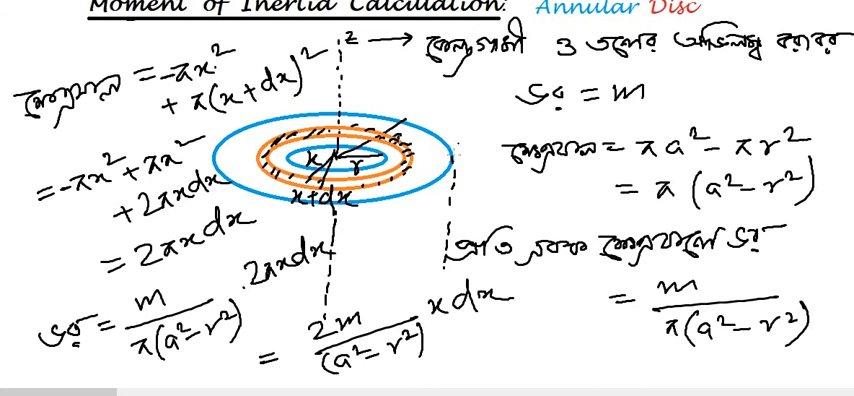 Moment of Inertia Calculation: Annular Disc
z → কেন্দ্রগামী ও তলের অভিলম্ব বরাবর
ক্ষেত্রফল = -πx²
+ π(x+dx)²
= -πx² + πx²
+ 2πxdx
= 2πxdx
ভর = m/π(a²-r²) . 2πxdx
= 2m/(a²-r²) xdx
x
r
a
x+dx
ভর = m
ক্ষেত্রফল = πa² - πr²
= π(a²-r²)
প্রতি একক ক্ষেত্রফলে ভর
= m/π(a²-r²)